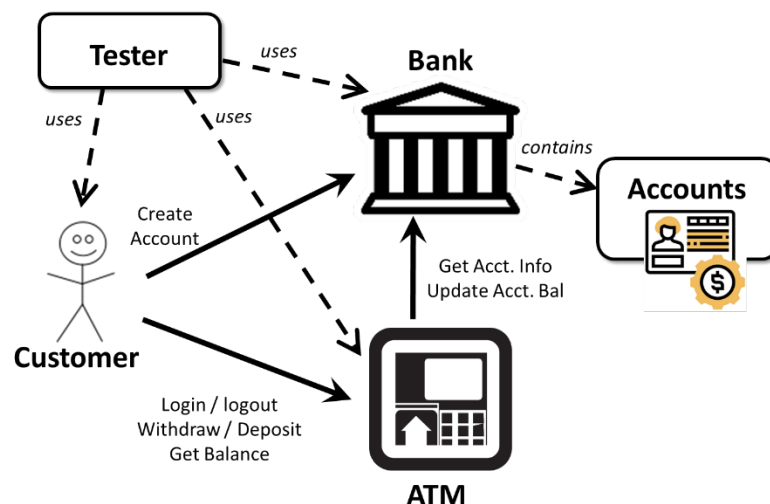 Tester
uses
Bank
uses
uses
contains
Accounts
$
Create
Account
Get Acct. Info
Update Acct. Bal
Customer
Login / logout
Withdraw / Deposit
Get Balance
ATM